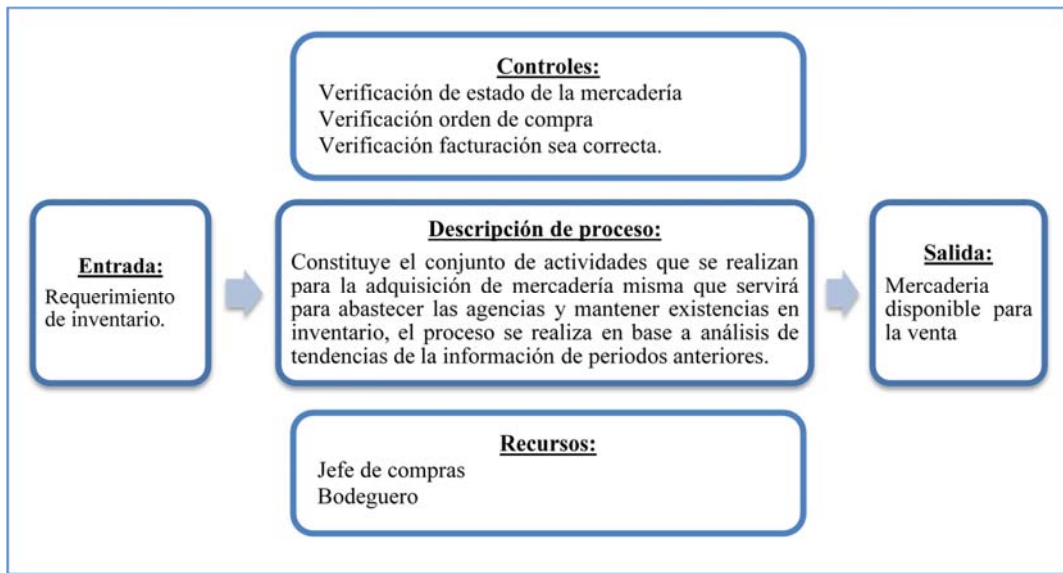 Controles:
Verificación de estado de la mercadería
Verificación orden de compra
Verificación facturación sea correcta.
Entrada:
Requerimiento
de inventario.
Descripción de proceso:
Constituye el conjunto de actividades que se realizan
para la adquisición de mercadería misma que servirá
para abastecer las agencias y mantener existencias en
inventario, el proceso se realiza en base a análisis de
tendencias de la información de periodos anteriores.
Salida:
Mercaderia
disponible para
la venta
Recursos:
Jefe de compras
Bodeguero